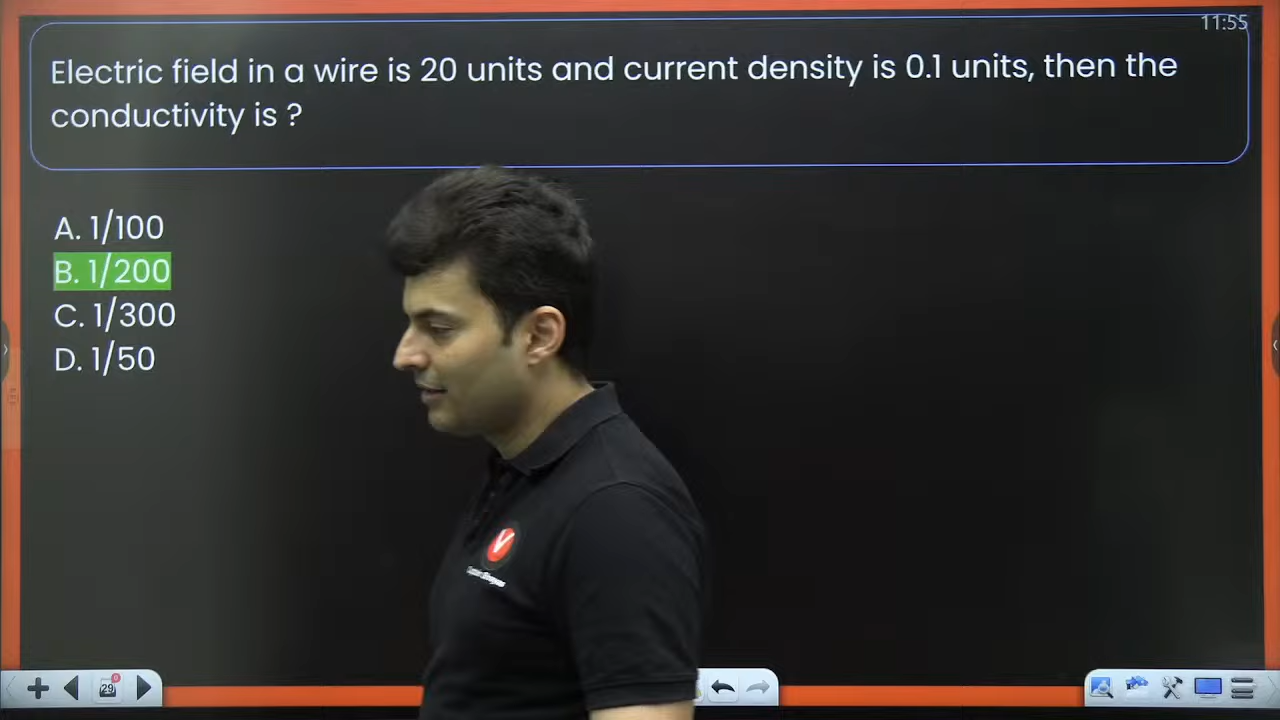 11:55
Electric field in a wire is 20 units and current density is 0.1 units, then the
conductivity is ?
A. 1/100
B. 1/200
C. 1/300
D. 1/50
29